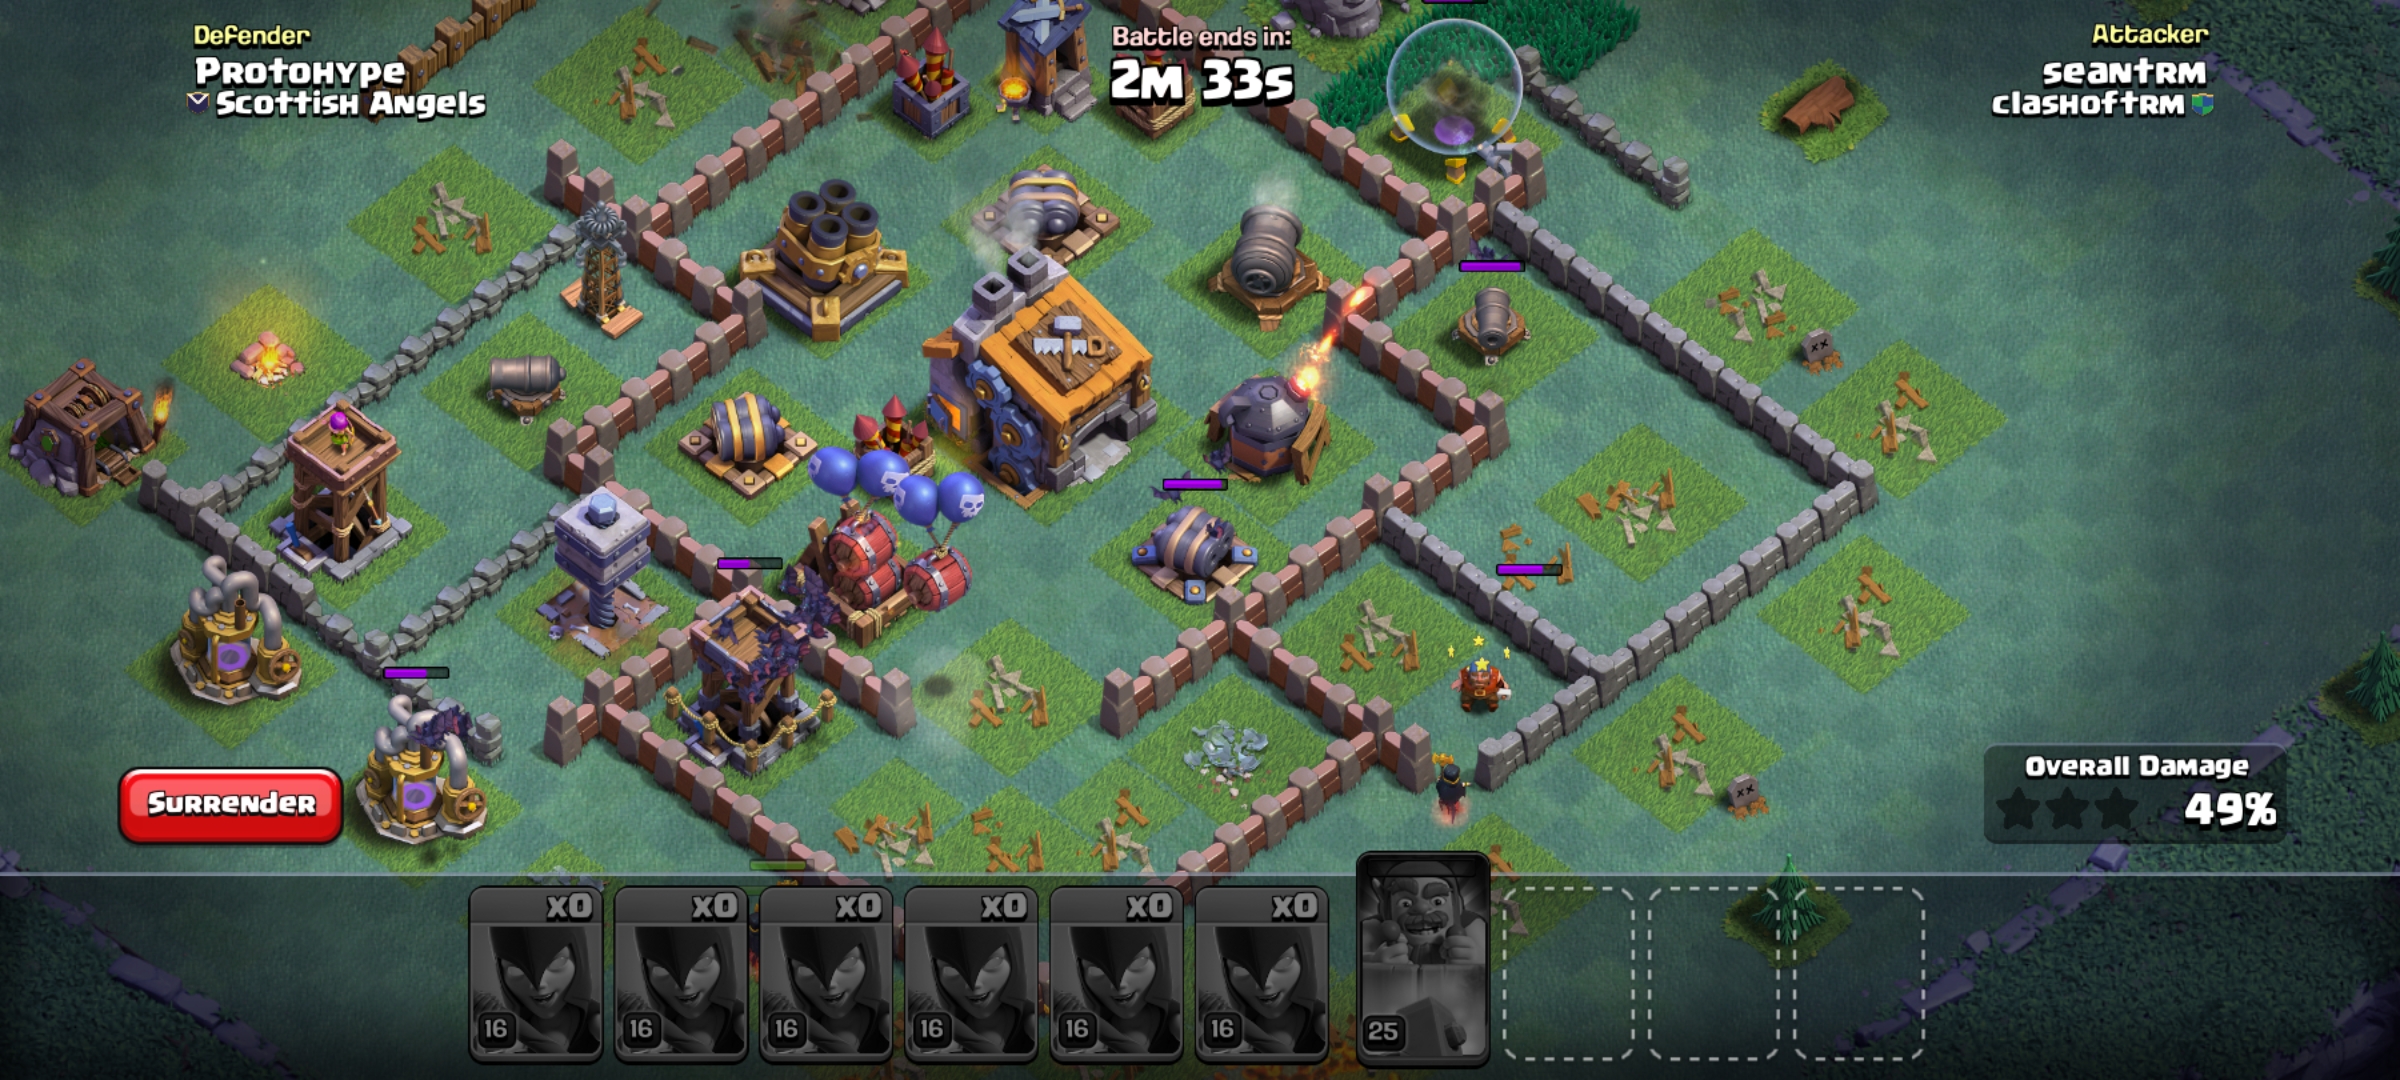 Defender
Protohype
Scottish Angels
Battle ends in:
2M 33s
Attacker
seantrm
clashoftrm
Surrender
Overall Damage
49%
x0
x0
x0
x0
x0
x0
16
16
16
16
16
16
25